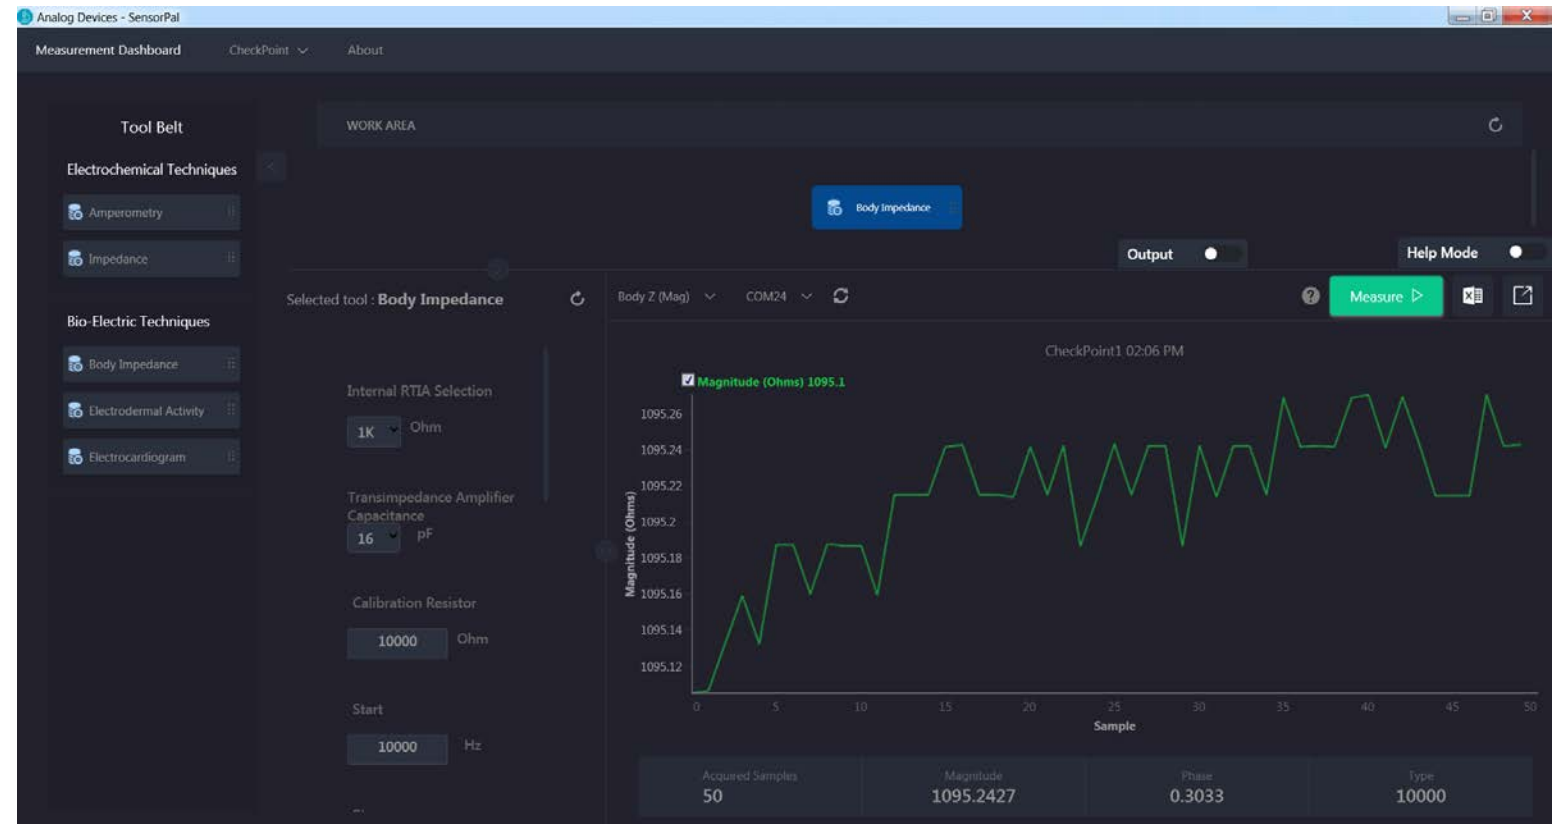 Analog Devices - SensorPal
Measurement Dashboard CheckPoint About
Tool Belt
Electrochemical Techniques
Amperometry
Impedance
Bio-Electric Techniques
Body Impedance
Electrodermal Activity
Electrocardiogram
WORK AREA
Body Impedance
Output
Help Mode
Selected tool : Body Impedance
Internal RTIA Selection
1K Ohm
Transimpedance Amplifier
Capacitance
16 pF
Calibration Resistor
10000 Ohm
Start
10000 Hz
Body Z (Mag) COM24
Measure
CheckPoint1 02:06 PM
Magnitude (Ohms) 1095.1
Magnitude (Ohms)
1095.26
1095.24
1095.22
1095.2
1095.18
1095.16
1095.14
1095.12
0 5 10 15 20 25 30 35 40 45 50
Sample
Acquired Samples
50
Magnitude
1095.2427
Phase
0.3033
Type
10000